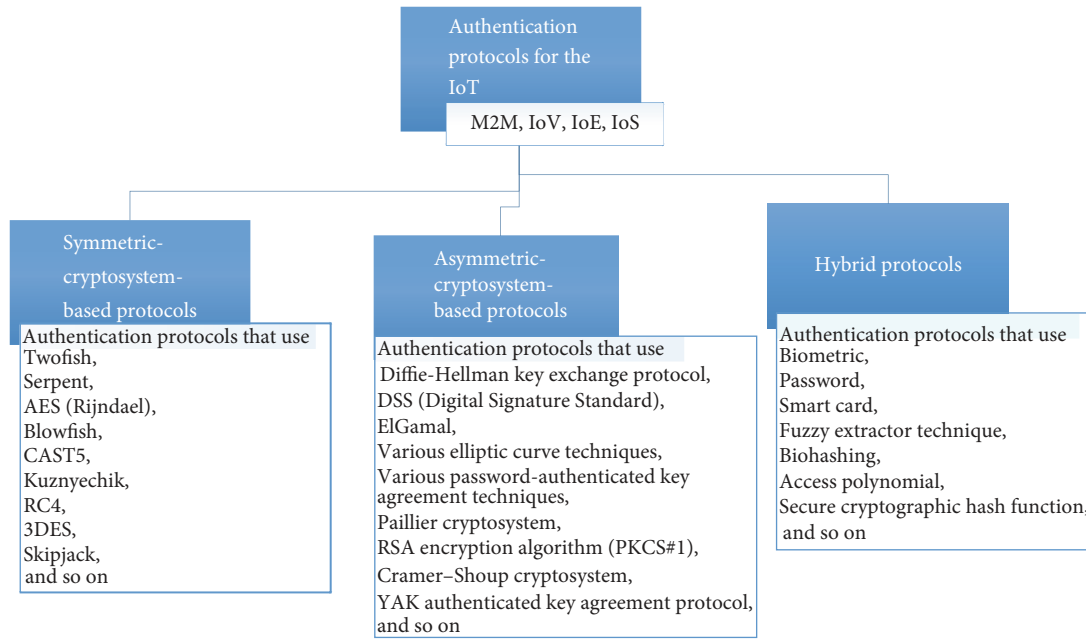 Authentication
protocols for the
IoT
M2M, IoV, IoE, IoS
Symmetric-
cryptosystem-
based protocols
Authentication protocols that use
Twofish,
Serpent,
AES (Rijndael),
Blowfish,
CAST5,
Kuznyechik,
RC4,
3DES,
Skipjack,
and so on
Asymmetric-
cryptosystem-
based protocols
Authentication protocols that use
Diffie-Hellman key exchange protocol,
DSS (Digital Signature Standard),
ElGamal,
Various elliptic curve techniques,
Various password-authenticated key
agreement techniques,
Paillier cryptosystem,
RSA encryption algorithm (PKCS#1),
Cramer–Shoup cryptosystem,
YAK authenticated key agreement protocol,
and so on
Hybrid protocols
Authentication protocols that use
Biometric,
Password,
Smart card,
Fuzzy extractor technique,
Biohashing,
Access polynomial,
Secure cryptographic hash function,
and so on